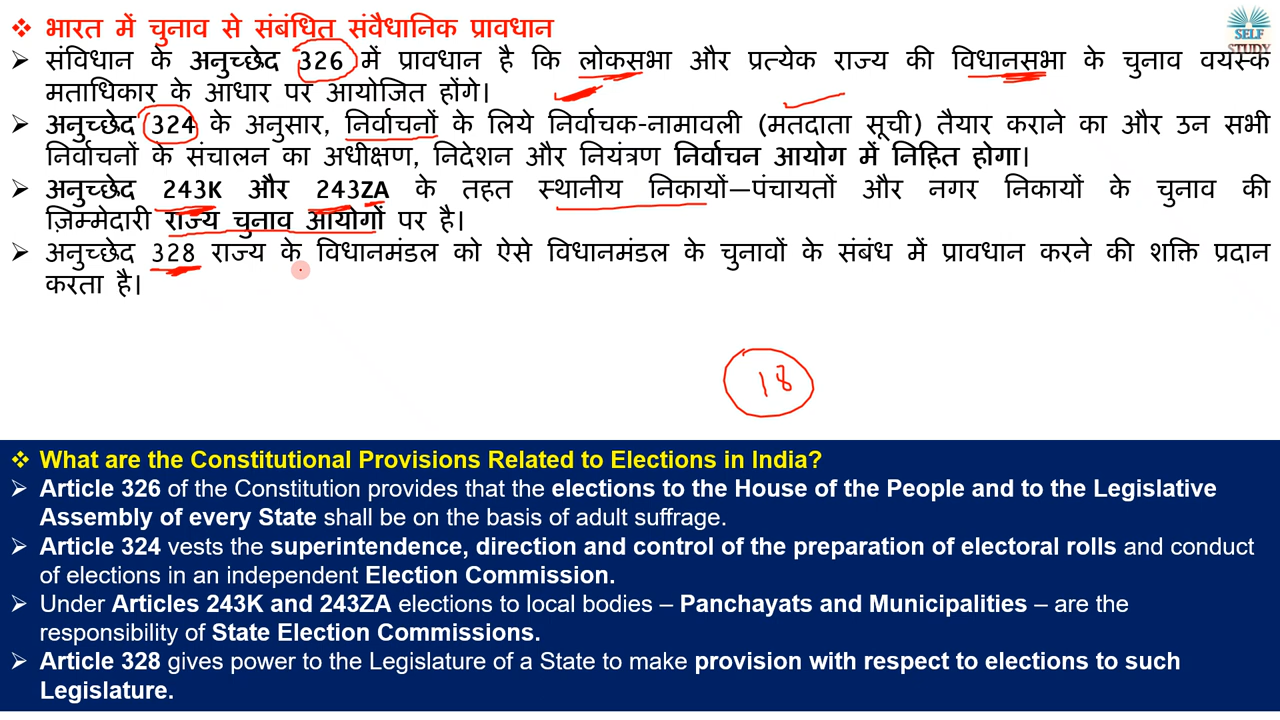 ❖ भारत में चुनाव से संबंधित संवैधानिक प्रावधान
SELF
STUDY
➢ संविधान के अनुच्छेद 326 में प्रावधान है कि लोकसभा और प्रत्येक राज्य की विधानसभा के चुनाव वयस्क
मताधिकार के आधार पर आयोजित होंगे।
➢ अनुच्छेद 324 के अनुसार, निर्वाचनों के लिये निर्वाचक-नामावली (मतदाता सूची) तैयार कराने का और उन सभी
निर्वाचनों के संचालन का अधीक्षण, निदेशन और नियंत्रण निर्वाचन आयोग में निहित होगा।
➢ अनुच्छेद 243K और 243ZA के तहत स्थानीय निकायों—पंचायतों और नगर निकायों के चुनाव की
ज़िम्मेदारी राज्य चुनाव आयोगों पर है।
➢ अनुच्छेद 328 राज्य के विधानमंडल को ऐसे विधानमंडल के चुनावों के संबंध में प्रावधान करने की शक्ति प्रदान
करता है।
18
❖ What are the Constitutional Provisions Related to Elections in India?
➢ Article 326 of the Constitution provides that the elections to the House of the People and to the Legislative
Assembly of every State shall be on the basis of adult suffrage.
➢ Article 324 vests the superintendence, direction and control of the preparation of electoral rolls and conduct
of elections in an independent Election Commission.
➢ Under Articles 243K and 243ZA elections to local bodies – Panchayats and Municipalities – are the
responsibility of State Election Commissions.
➢ Article 328 gives power to the Legislature of a State to make provision with respect to elections to such
Legislature.